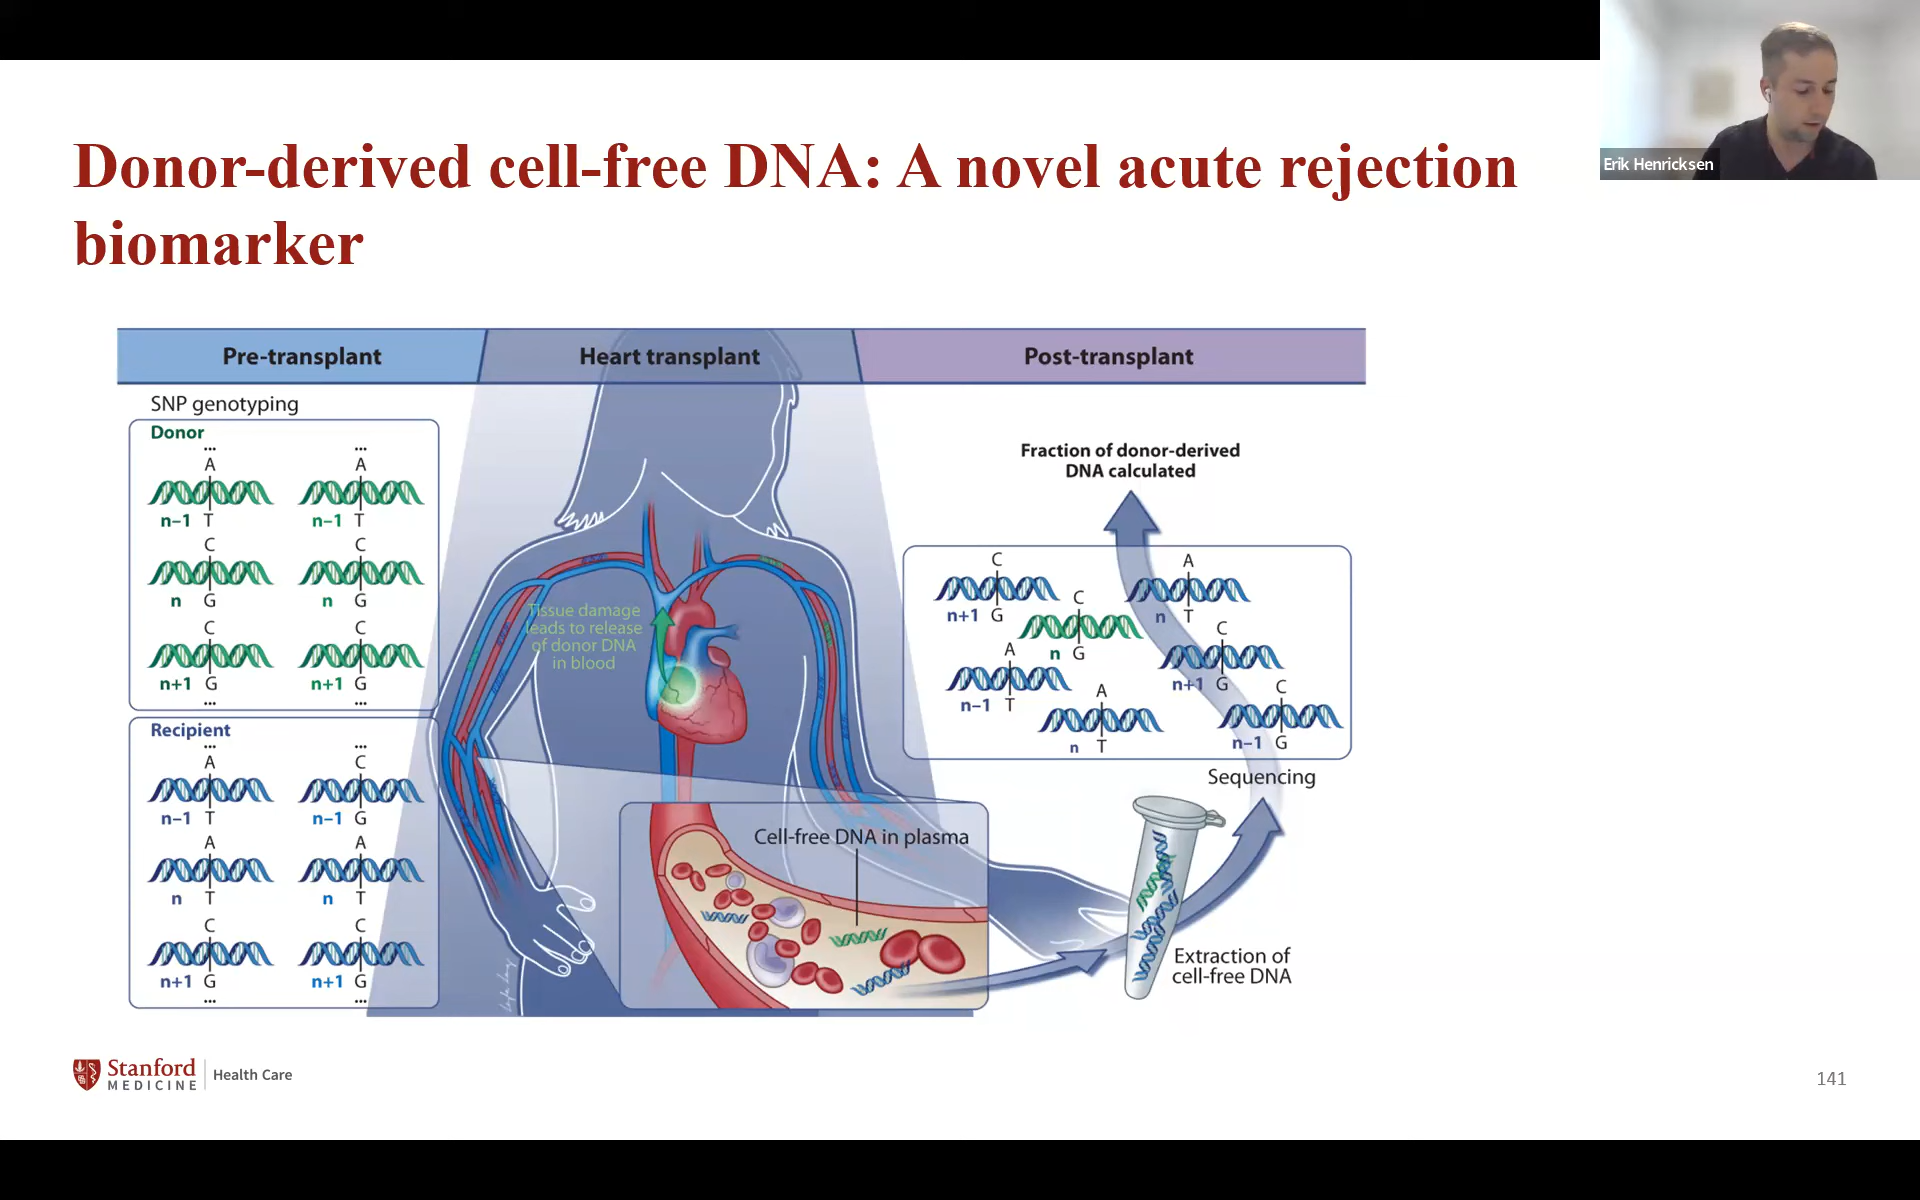 Erik Henricksen
Donor-derived cell-free DNA: A novel acute rejection
biomarker
Pre-transplant
Heart transplant
Post-transplant
SNP genotyping
Donor
...
A
n–1 T
C
n G
C
n+1 G
...
...
A
n–1 T
C
n G
C
n+1 G
...
Recipient
...
A
n–1 T
A
n T
C
n+1 G
...
...
C
n–1 G
A
n T
C
n+1 G
...
Tissue damage
leads to release
of donor DNA
in blood
Cell-free DNA in plasma
Fraction of donor-derived
DNA calculated
C
n+1 G
C
n G
A
n T
A
n–1 T
C
n+1 G
A
n T
C
n–1 G
Sequencing
Extraction of
cell-free DNA
Stanford
MEDICINE
Health Care
141